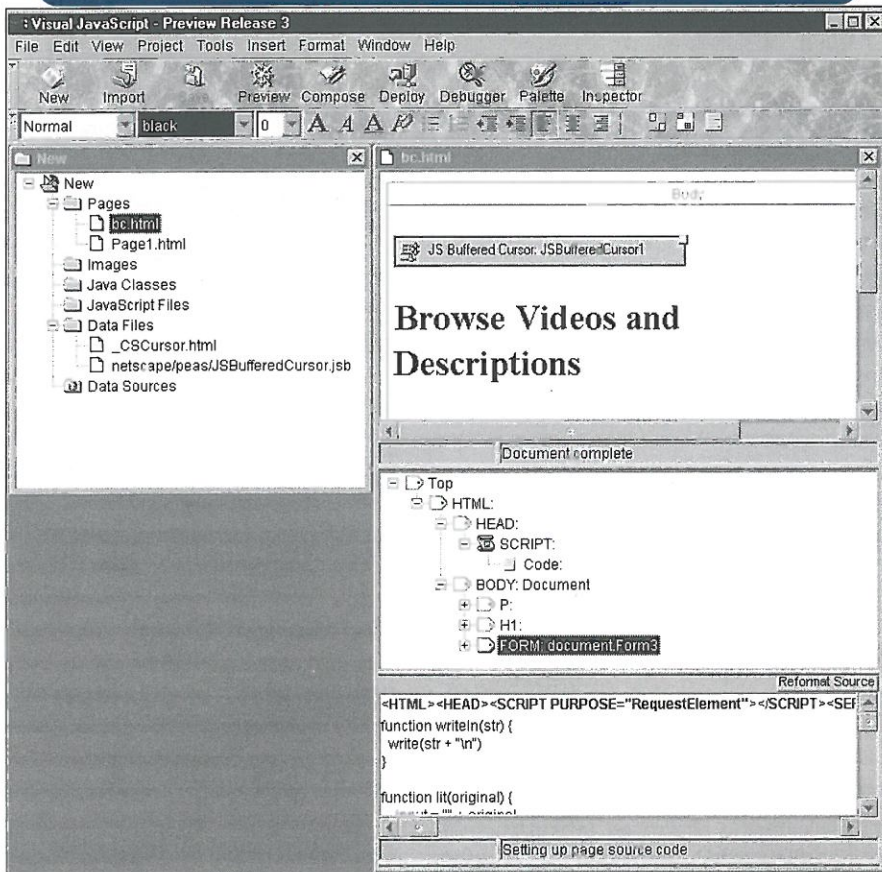 : Visual JavaScript - Preview Release 3
File Edit View Project Tools Insert Format Window Help
New Import Save Preview Compose Deploy Debugger Palette Inspector
Normal black 0 A A A
New
New
Pages
bc.html
Page1.html
Images
Java Classes
JavaScript Files
Data Files
_CSCursor.html
netscape/peas/JSBufferedCursor.jsb
Data Sources
bc.html
Body
JS Buffered Cursor: JSBufferedCursor1
Browse Videos and
Descriptions
Document complete
Top
HTML:
HEAD:
SCRIPT:
Code:
BODY: Document
P:
H1:
FORM: document.Form3
Reformat Source
<HTML><HEAD><SCRIPT PURPOSE="RequestElement"></SCRIPT><SER
function writeln(str) {
write(str + "\n")
}
function lit(original) {
input = "" + original
Setting up page source code